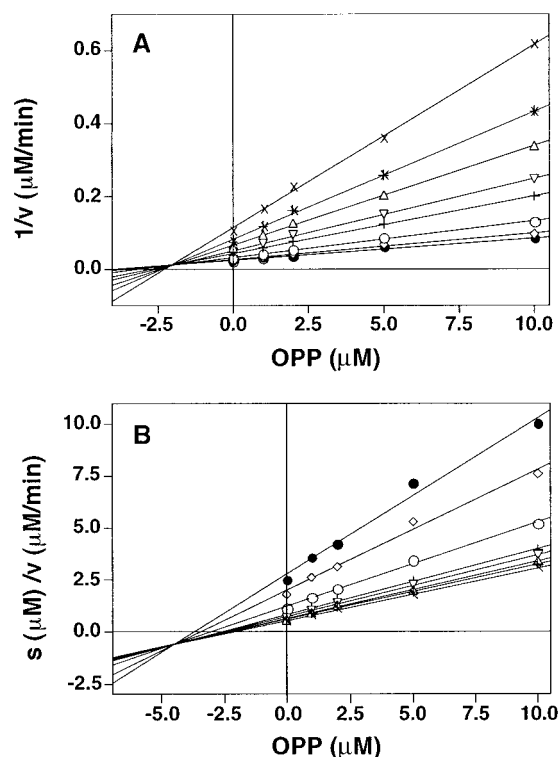 A
0.6
0.4
0.2
0.0
1/v (μM/min)
-2.5 0.0 2.5 5.0 7.5 10.0
OPP (μM)
B
10.0
7.5
5.0
2.5
0.0
-2.5
s (μM) /v (μM/min)
-5.0 -2.5 0.0 2.5 5.0 7.5 10.0
OPP (μM)